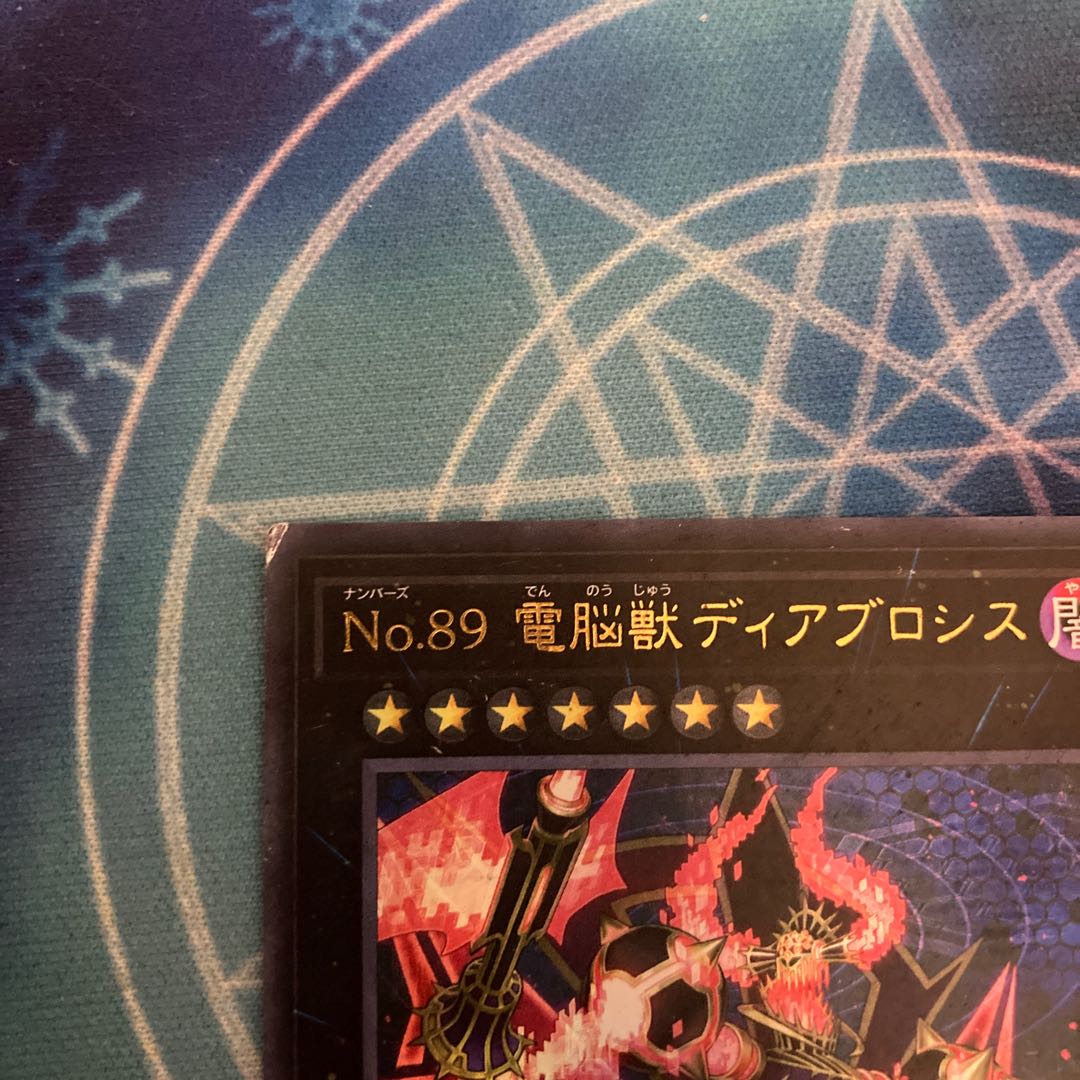 ナンバーズ でん のう じゅう や
No.89 電脳獣ディアブロシス 闇